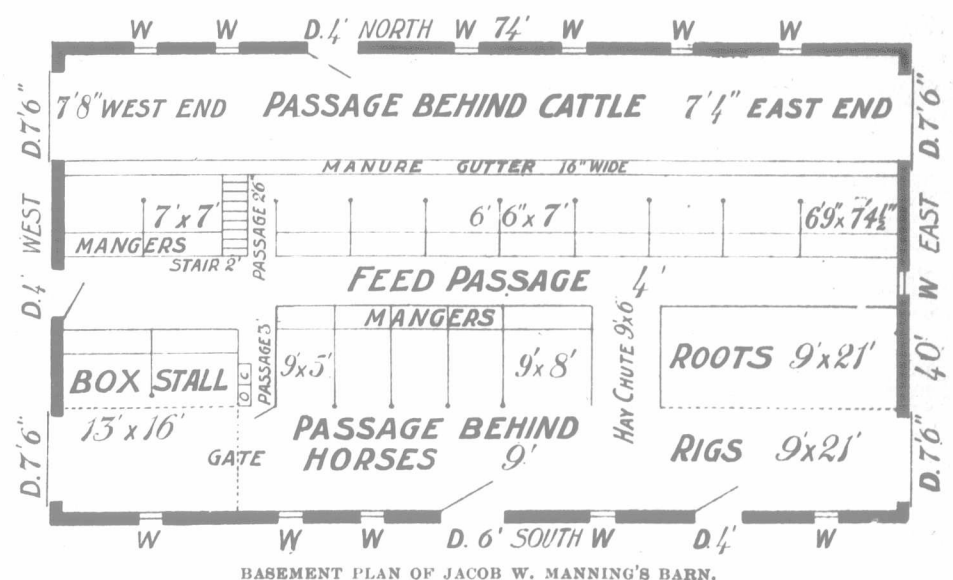 W W D. 4' NORTH W 74' W W W
D. 7'6" 7'8" WEST END PASSAGE BEHIND CATTLE 7'4" EAST END D. 7'6"
MANURE GUTTER 16" WIDE
WEST 7' x 7' PASSAGE 2'6" 6' 6" x 7' 6'9" x 7'4½" EAST
MANGERS
STAIR 2'
D. 4' FEED PASSAGE 4' W
MANGERS
BOX STALL O C PASSAGE 3' 9' x 5' 9' x 8' HAY CHUTE 9'x6' ROOTS 9' x 21' 40'
13' x 16'
D. 7'6" GATE PASSAGE BEHIND
HORSES 9' RIGS 9' x 21' D. 7'6"
W W W D. 6' SOUTH W D. 4' W
BASEMENT PLAN OF JACOB W. MANNING'S BARN.